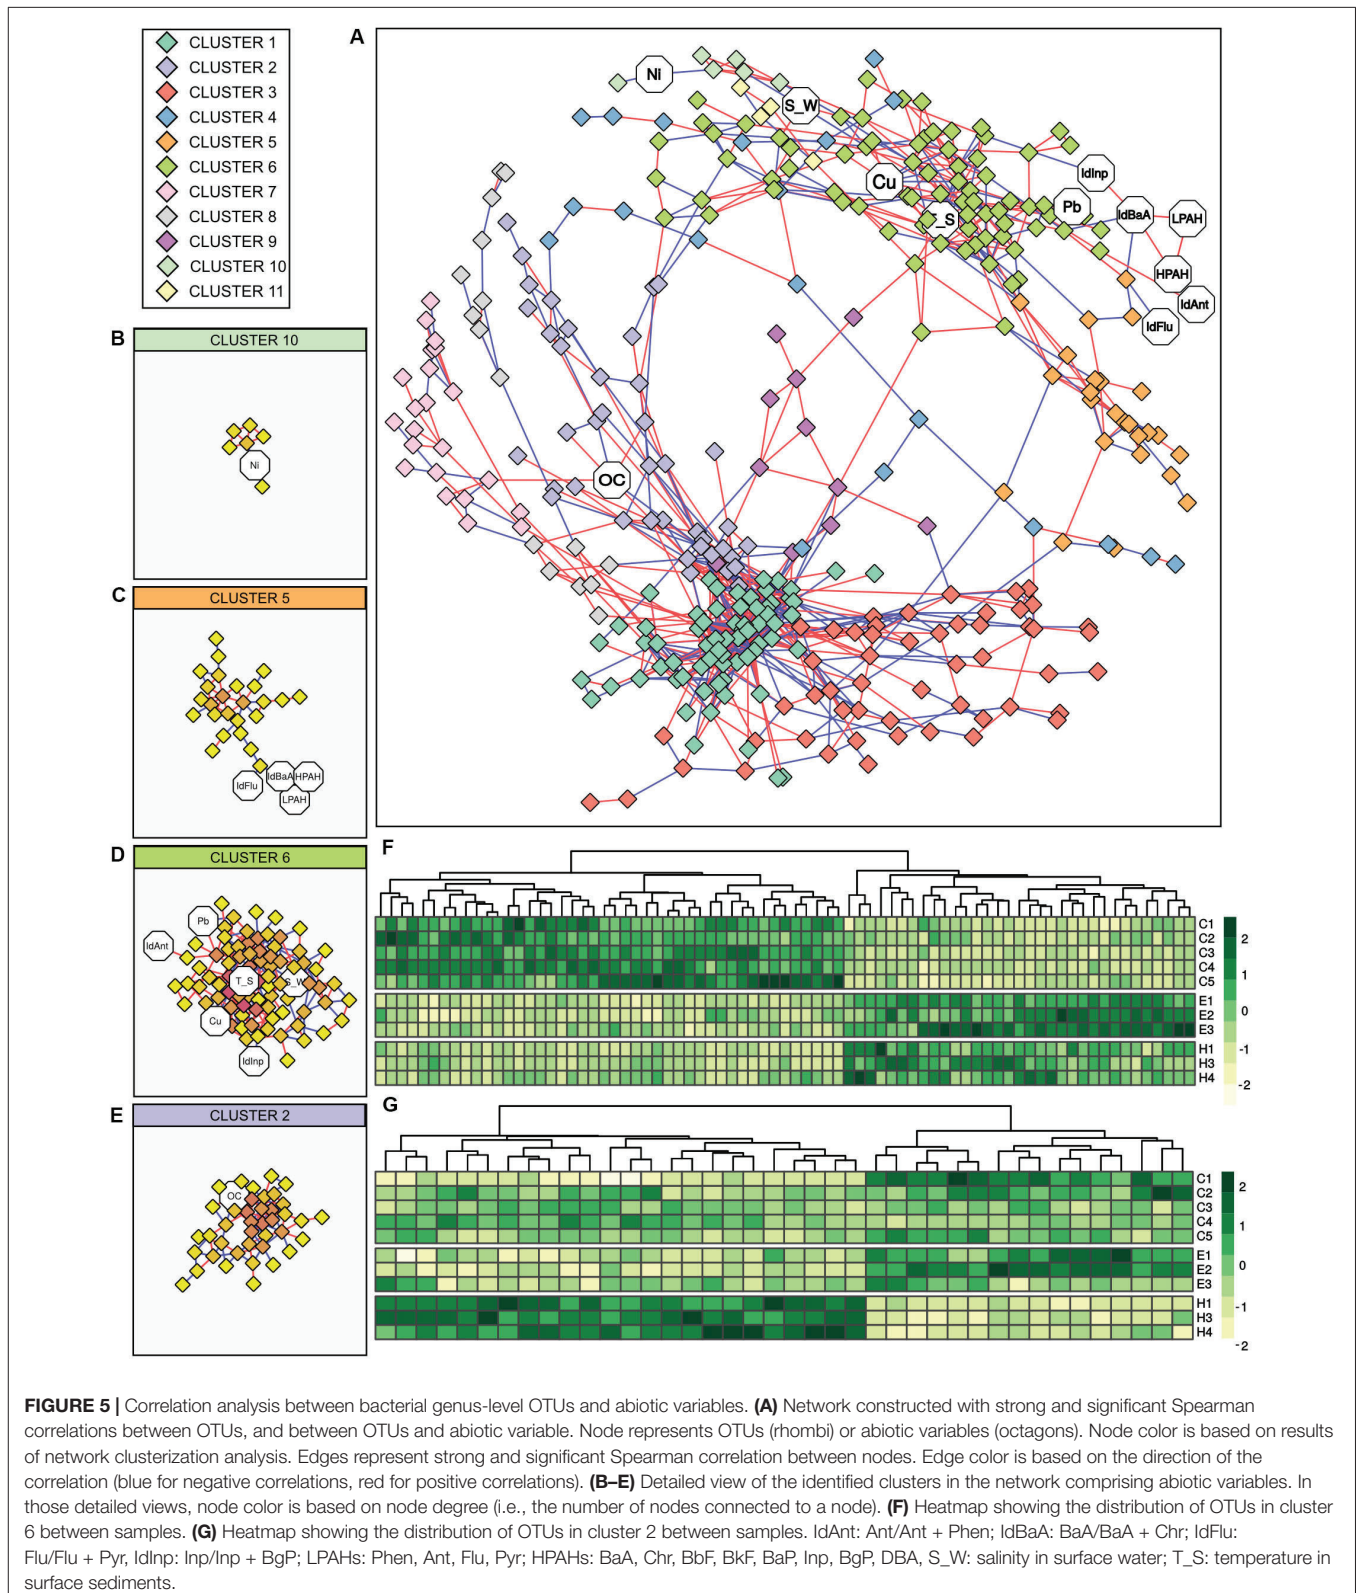 CLUSTER 1
CLUSTER 2
CLUSTER 3
CLUSTER 4
CLUSTER 5
CLUSTER 6
CLUSTER 7
CLUSTER 8
CLUSTER 9
CLUSTER 10
CLUSTER 11
A
Ni
S_W
Cu
T_S
IdInp
Pb
IdBaA
LPAH
HPAH
IdAnt
IdFlu
OC
B
CLUSTER 10
Ni
C
CLUSTER 5
IdFlu
IdBaA
HPAH
LPAH
D
CLUSTER 6
Pb
IdAnt
T_S
S_W
Cu
IdInp
E
CLUSTER 2
OC
F
C1
C2
C3
C4
C5
E1
E2
E3
H1
H3
H4
2
1
0
-1
-2
G
C1
C2
C3
C4
C5
E1
E2
E3
H1
H3
H4
2
1
0
-1
-2
FIGURE 5 | Correlation analysis between bacterial genus-level OTUs and abiotic variables. (A) Network constructed with strong and significant Spearman
correlations between OTUs, and between OTUs and abiotic variable. Node represents OTUs (rhombi) or abiotic variables (octagons). Node color is based on results
of network clusterization analysis. Edges represent strong and significant Spearman correlation between nodes. Edge color is based on the direction of the
correlation (blue for negative correlations, red for positive correlations). (B–E) Detailed view of the identified clusters in the network comprising abiotic variables. In
those detailed views, node color is based on node degree (i.e., the number of nodes connected to a node). (F) Heatmap showing the distribution of OTUs in cluster
6 between samples. (G) Heatmap showing the distribution of OTUs in cluster 2 between samples. IdAnt: Ant/Ant + Phen; IdBaA: BaA/BaA + Chr; IdFlu:
Flu/Flu + Pyr, IdInp: Inp/Inp + BgP; LPAHs: Phen, Ant, Flu, Pyr; HPAHs: BaA, Chr, BbF, BkF, BaP, Inp, BgP, DBA, S_W: salinity in surface water; T_S: temperature in
surface sediments.